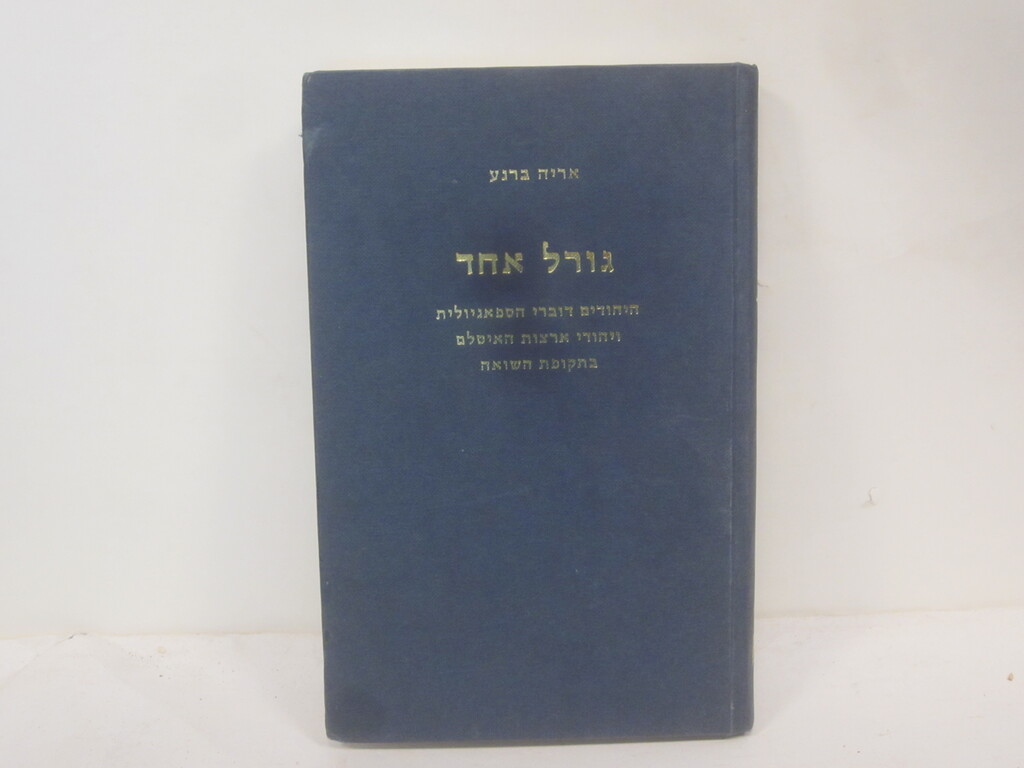 אריה ברנע
גורל אחד
היהודים דוברי הספאניולית
ויהודי ארצות האיסלם
בתקופת השואה